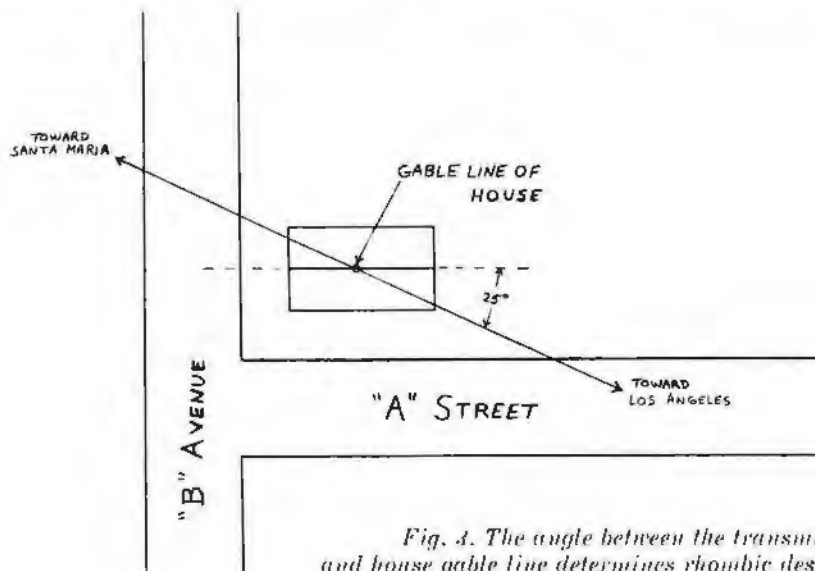 TOWARD
SANTA MARIA
GABLE LINE OF
HOUSE
25°
"A" STREET
TOWARD
LOS ANGELES
"B" AVENUE
Fig. 3. The angle between the
and house gable line determines rhombic